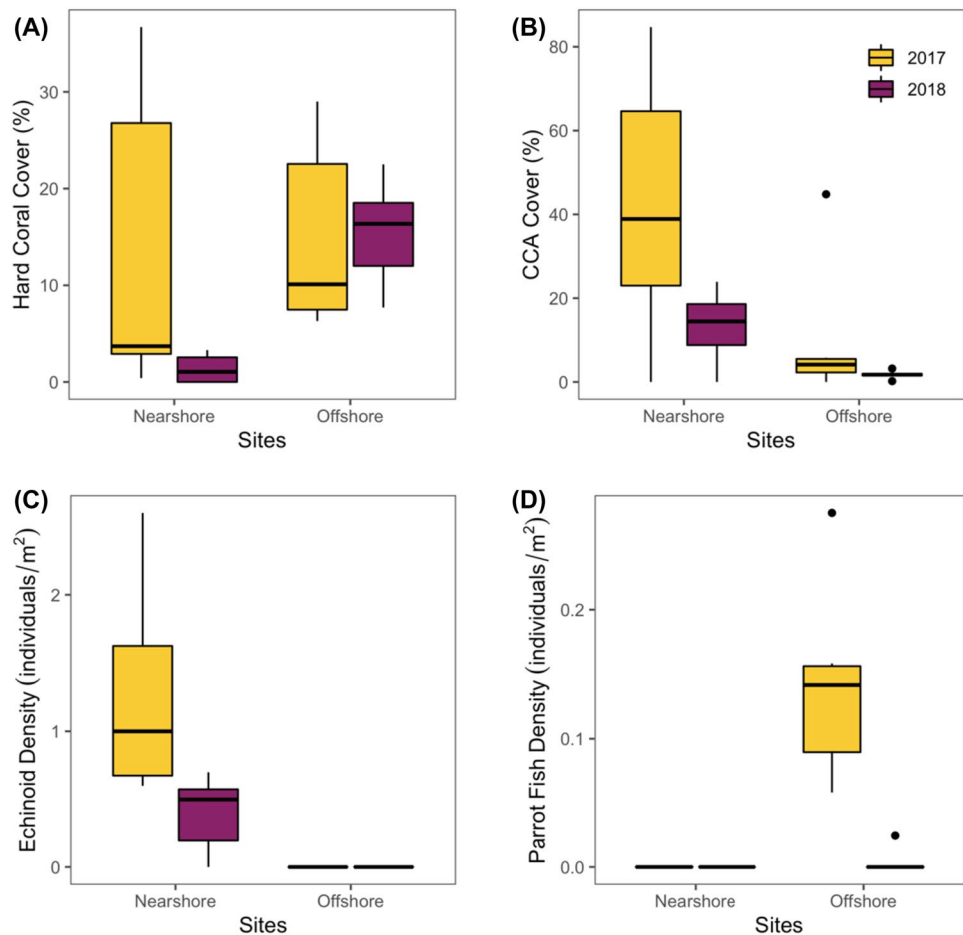 (A)
Hard Coral Cover (%)
30
20
10
0
Nearshore
Offshore
Sites
(B)
CCA Cover (%)
80
60
40
20
0
2017
2018
Nearshore
Offshore
Sites
(C)
Echinoid Density (individuals/m²)
2
1
0
Nearshore
Offshore
Sites
(D)
Parrot Fish Density (individuals/m²)
0.2
0.1
0.0
Nearshore
Offshore
Sites